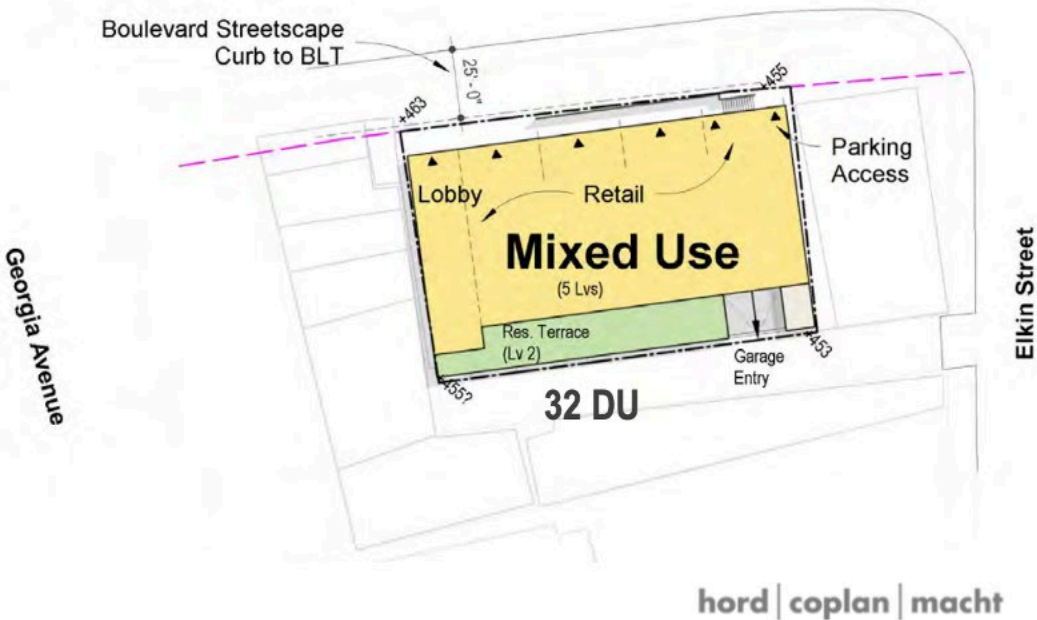 Boulevard Streetscape
Curb to BLT
25' - 0"
+463
+455
Parking
Access
Lobby
Retail
Mixed Use
(5 Lvs)
Georgia Avenue
Elkin Street
Res. Terrace
(Lv 2)
+453
Garage
Entry
+455?
32 DU
hord | coplan | macht